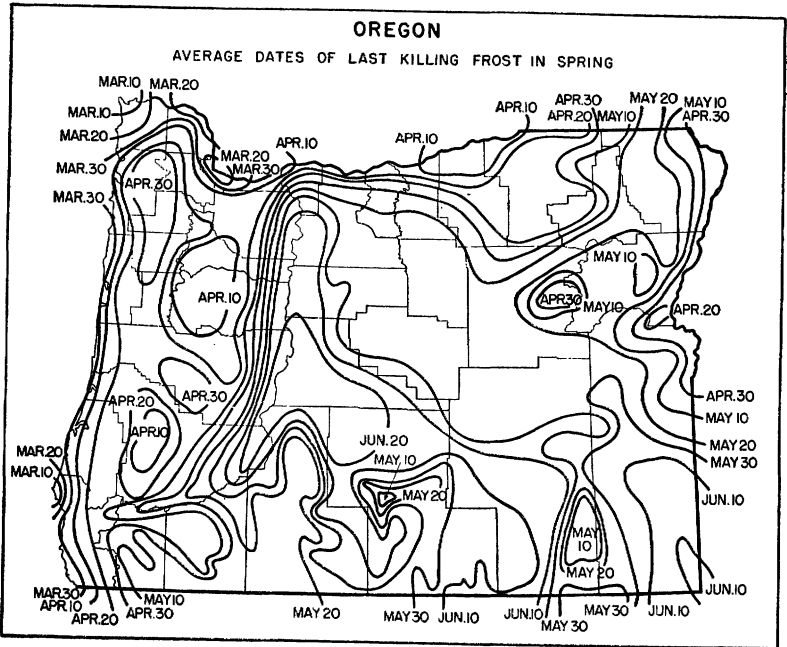 OREGON
AVERAGE DATES OF LAST KILLING FROST IN SPRING
MAR.10 MAR.20
MAR.10
MAR.20
MAR.30
MAR.30
APR.30
MAR.20
MAR.30
APR.10
APR.10
APR.10
APR.30
APR.20 MAY10
MAY 20
MAY 10
APR.30
MAY 10
APR.30
MAY10
APR.20
APR.10
APR.30
APR.20
APR.10
APR.30
MAY 10
MAY 20
MAY 30
JUN.10
MAR.20
MAR.10
JUN.20
MAY 10
MAY 20
MAY
10
MAY 20
MAR.30
APR.10
APR.20
MAY10
APR.30
MAY 20
MAY 30
JUN.10
JUN.10
MAY 30
MAY 30
JUN.10
JUN.10